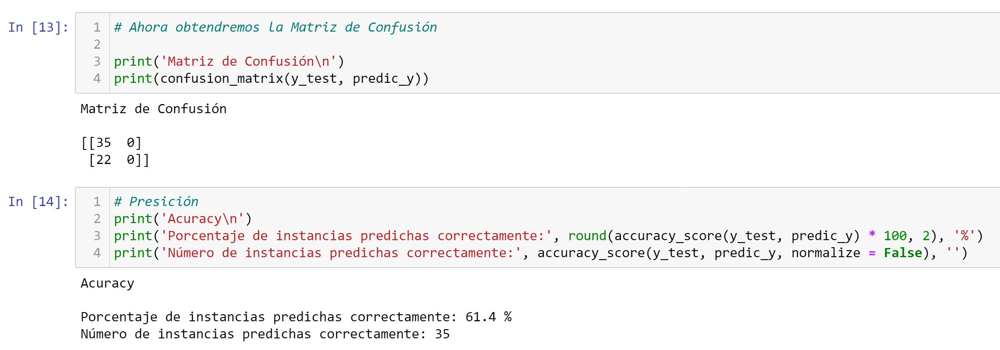 In [13]:
1 # Ahora obtendremos la Matriz de Confusión
2
3 print('Matriz de Confusión\n')
4 print(confusion_matrix(y_test, predic_y))
Matriz de Confusión
[[35  0]
 [22  0]]
In [14]:
1 # Presición
2 print('Acuracy\n')
3 print('Porcentaje de instancias predichas correctamente:', round(accuracy_score(y_test, predic_y) * 100, 2), '%')
4 print('Número de instancias predichas correctamente:', accuracy_score(y_test, predic_y, normalize = False), '')
Acuracy
Porcentaje de instancias predichas correctamente: 61.4 %
Número de instancias predichas correctamente: 35